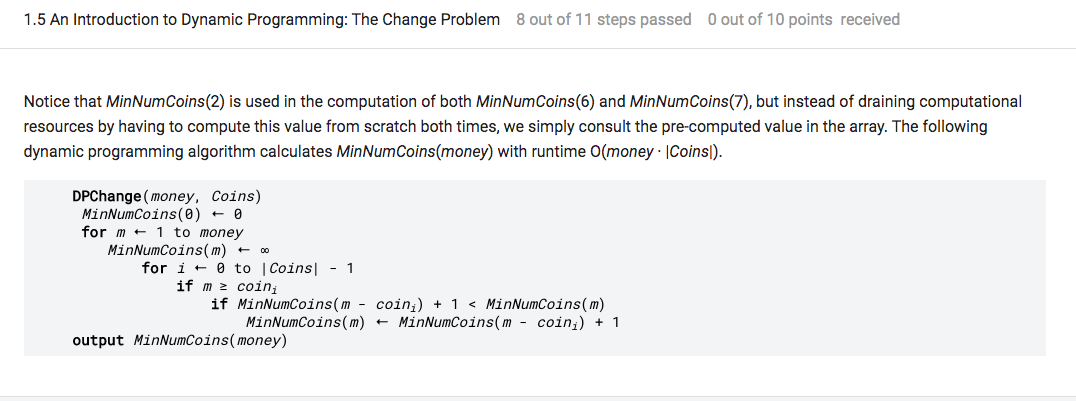 1.5 An Introduction to Dynamic Programming: The Change Problem 8 out of 11 steps passed 0 out of 10 points received
Notice that MinNumCoins(2) is used in the computation of both MinNumCoins(6) and MinNumCoins(7), but instead of draining computational
resources by having to compute this value from scratch both times, we simply consult the pre-computed value in the array. The following
dynamic programming algorithm calculates MinNumCoins(money) with runtime O(money · |Coins|).
DPChange(money, Coins)
MinNumCoins(0) ← 0
for m ← 1 to money
MinNumCoins(m) ← ∞
for i ← 0 to |Coins| - 1
if m ≥ coinᵢ
if MinNumCoins(m - coinᵢ) + 1 < MinNumCoins(m)
MinNumCoins(m) ← MinNumCoins(m - coinᵢ) + 1
output MinNumCoins(money)